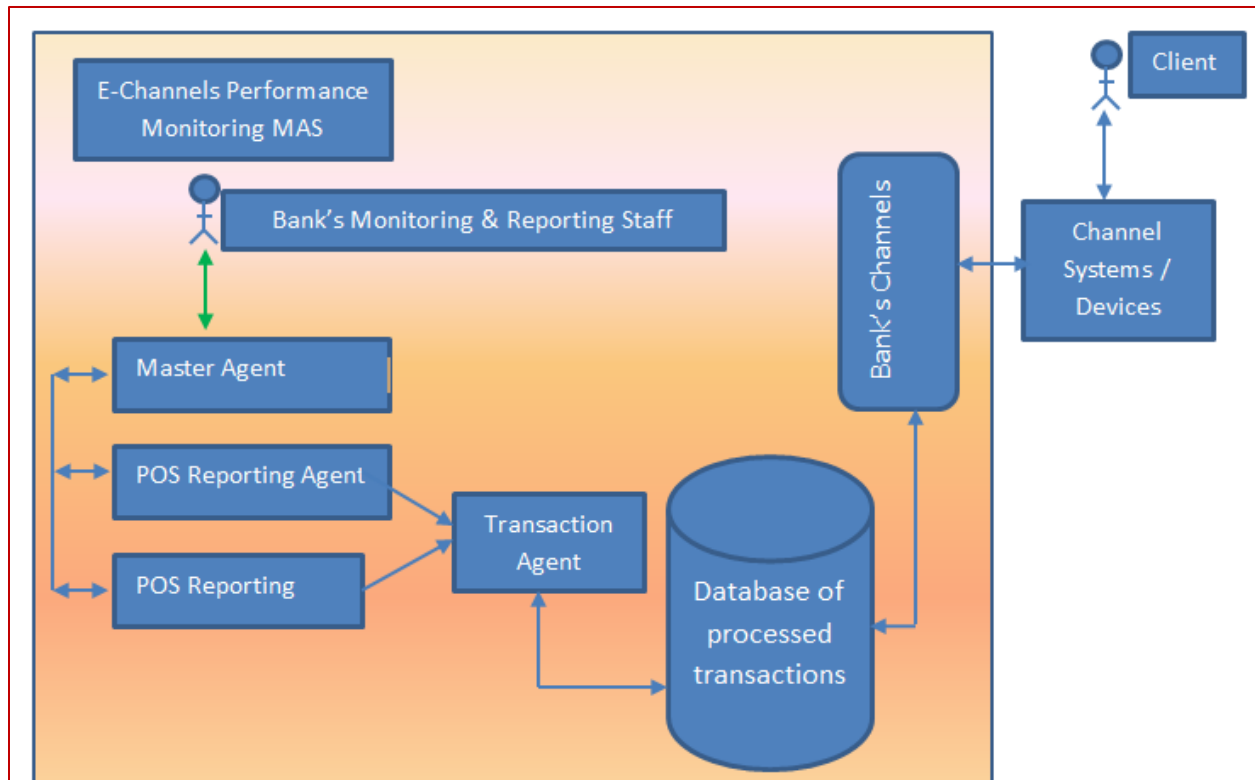 E-Channels Performance
Monitoring MAS
Client
Bank's Monitoring & Reporting Staff
Bank's Channels
Channel
Systems /
Devices
Master Agent
POS Reporting Agent
Transaction
Agent
POS Reporting
Database of
processed
transactions